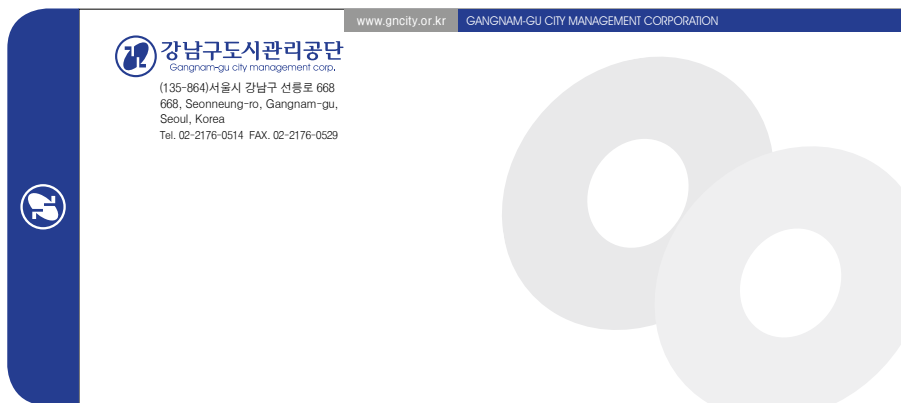 www.gncity.or.kr GANGNAM-GU CITY MANAGEMENT CORPORATION
강남구도시관리공단
Gangnam-gu city management corp.
(135-864)서울시 강남구 선릉로 668
668, Seonneung-ro, Gangnam-gu,
Seoul, Korea
Tel. 02-2176-0514 FAX. 02-2176-0529